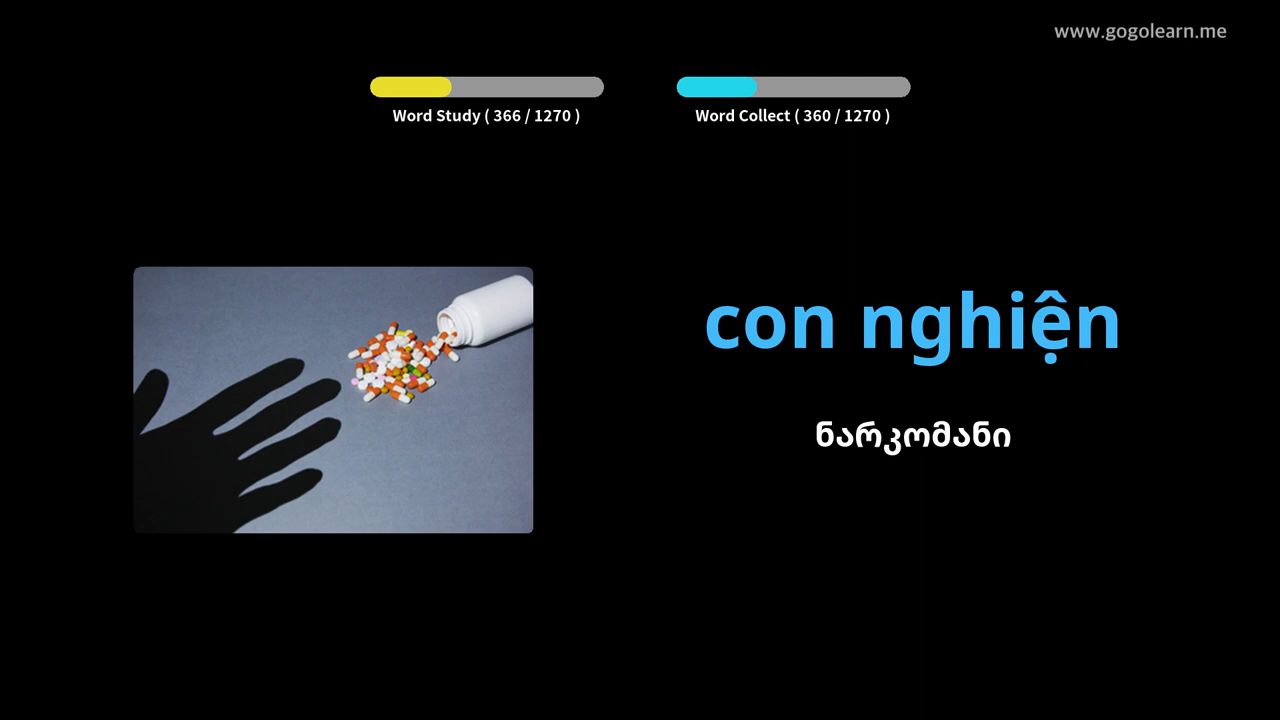 www.gogolearn.me
Word Study ( 366 / 1270 )
Word Collect ( 360 / 1270 )
con nghiện
ნარკომანი